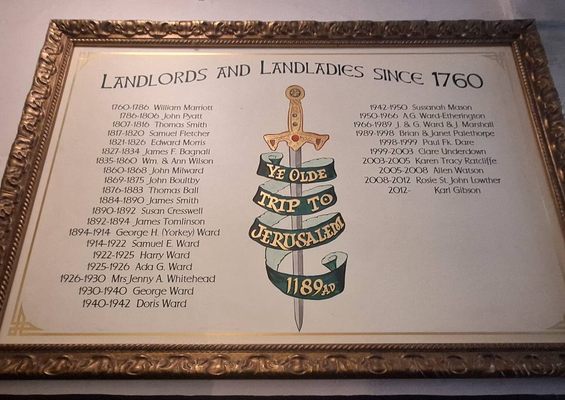 LANDLORDS AND LANDLADIES SINCE 1760
1760-1786 William Marriott
1786-1806 John Pyatt
1807-1816 Thomas Smith
1817-1820 Samuel Fletcher
1821-1826 Edward Morris
1827-1834 James F. Bagnall
1835-1860 Wm. & Ann Wilson
1860-1868 John Milward
1869-1875 John Boultby
1876-1883 Thomas Ball
1884-1890 James Smith
1890-1892 Susan Cresswell
1892-1894 James Tomlinson
1894-1914 George H. (Yorkey) Ward
1914-1922 Samuel E. Ward
1922-1925 Harry Ward
1925-1926 Ada G. Ward
1926-1930 Mrs Jenny A. Whitehead
1930-1940 George Ward
1940-1942 Doris Ward
YE OLDE
TRIP TO
JERUSALEM
1189AD
1942-1950 Sussanah Mason
1950-1966 A.G. Ward-Etherington
1966-1989 J. & G. Ward & J. Marshall
1989-1998 Brian & Janet Palethorpe
1998-1999 Paul Fk. Dare
1999-2003 Clare Underdown
2003-2005 Karen Tracy Ratcliffe
2005-2008 Allen Watson
2008-2012 Rosie St. John Lowther
2012- Karl Gibson